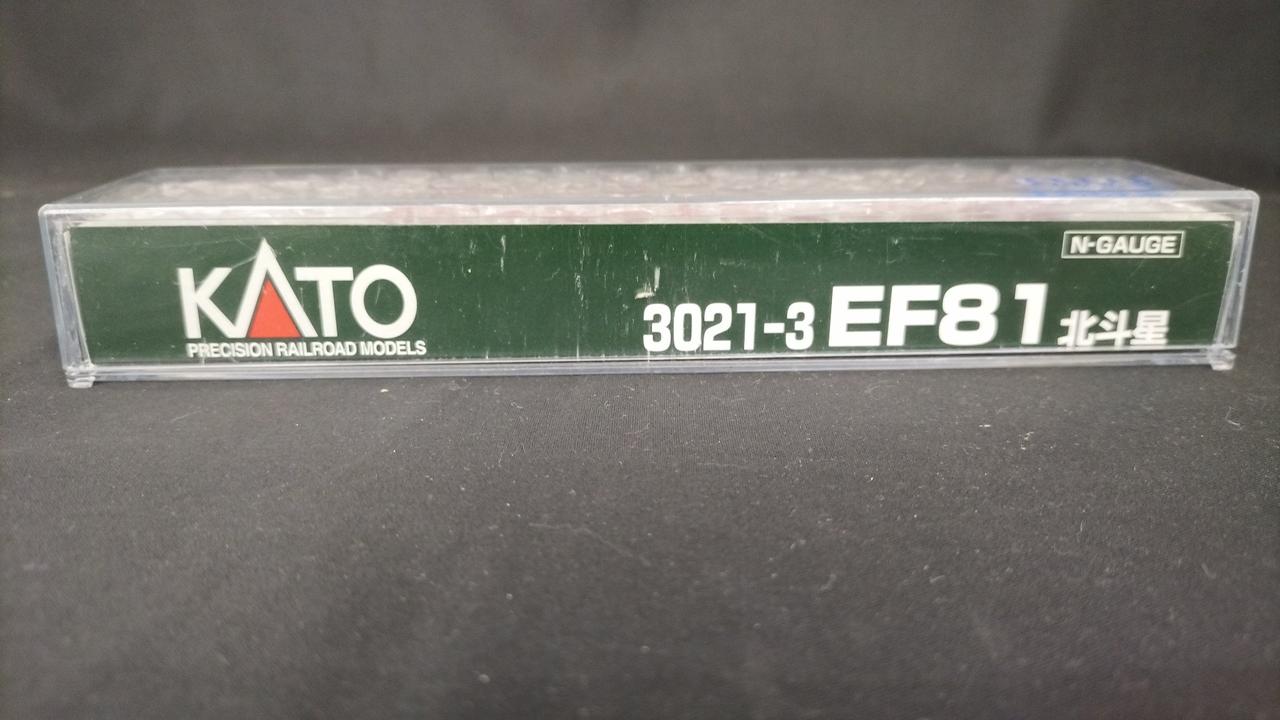 N-GAUGE
KATO
PRECISION RAILROAD MODELS
3021-3 EF81 北斗星